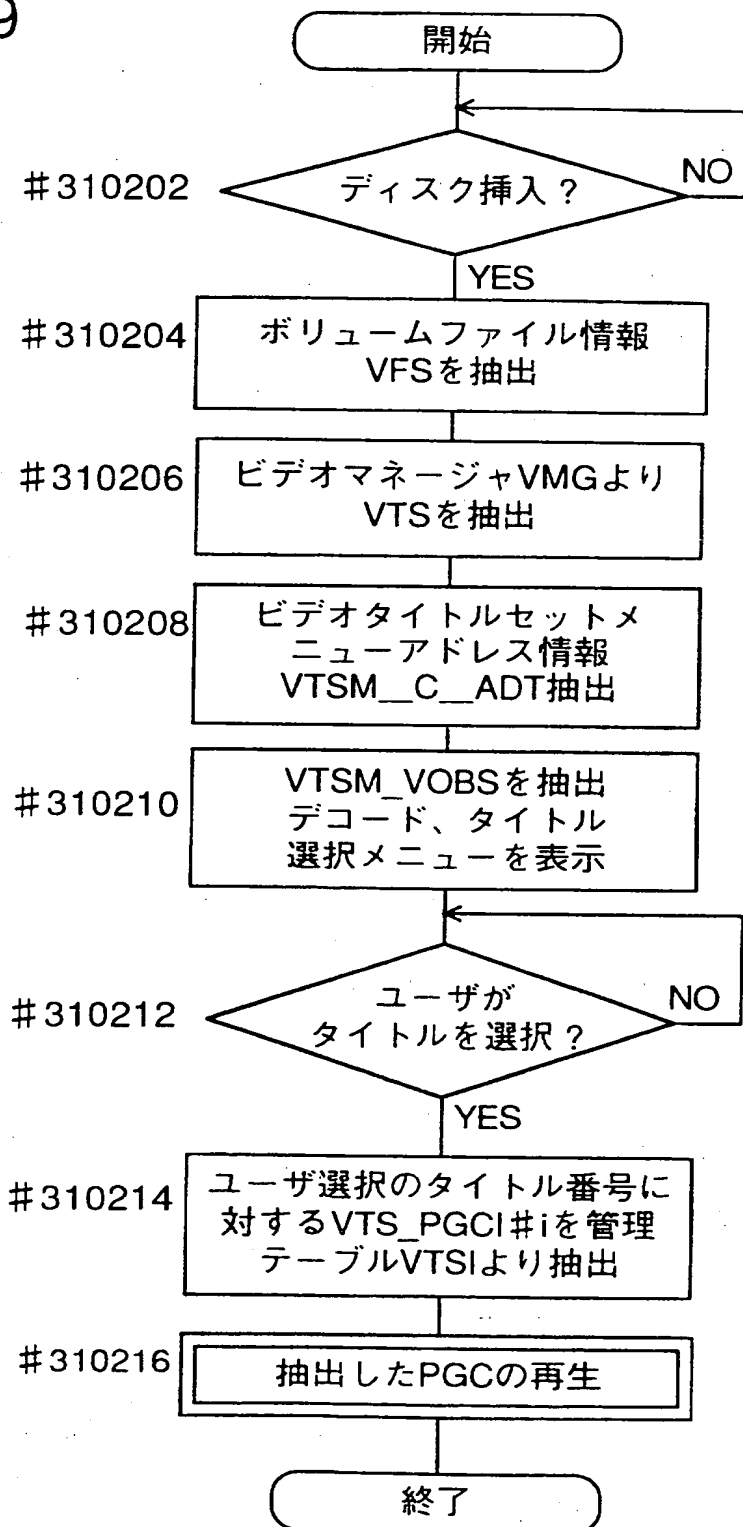 9
開始
#310202
ディスク挿入?
NO
YES
#310204
ボリュームファイル情報
VFSを抽出
#310206
ビデオマネージャVMGより
VTSを抽出
#310208
ビデオタイトルセットメ
ニューアドレス情報
VTSM__C__ADT抽出
#310210
VTSM_VOBSを抽出
デコード、タイトル
選択メニューを表示
#310212
ユーザが
タイトルを選択?
NO
YES
#310214
ユーザ選択のタイトル番号に
対するVTS_PGCI#iを管理
テーブルVTSIより抽出
#310216
抽出したPGCの再生
終了